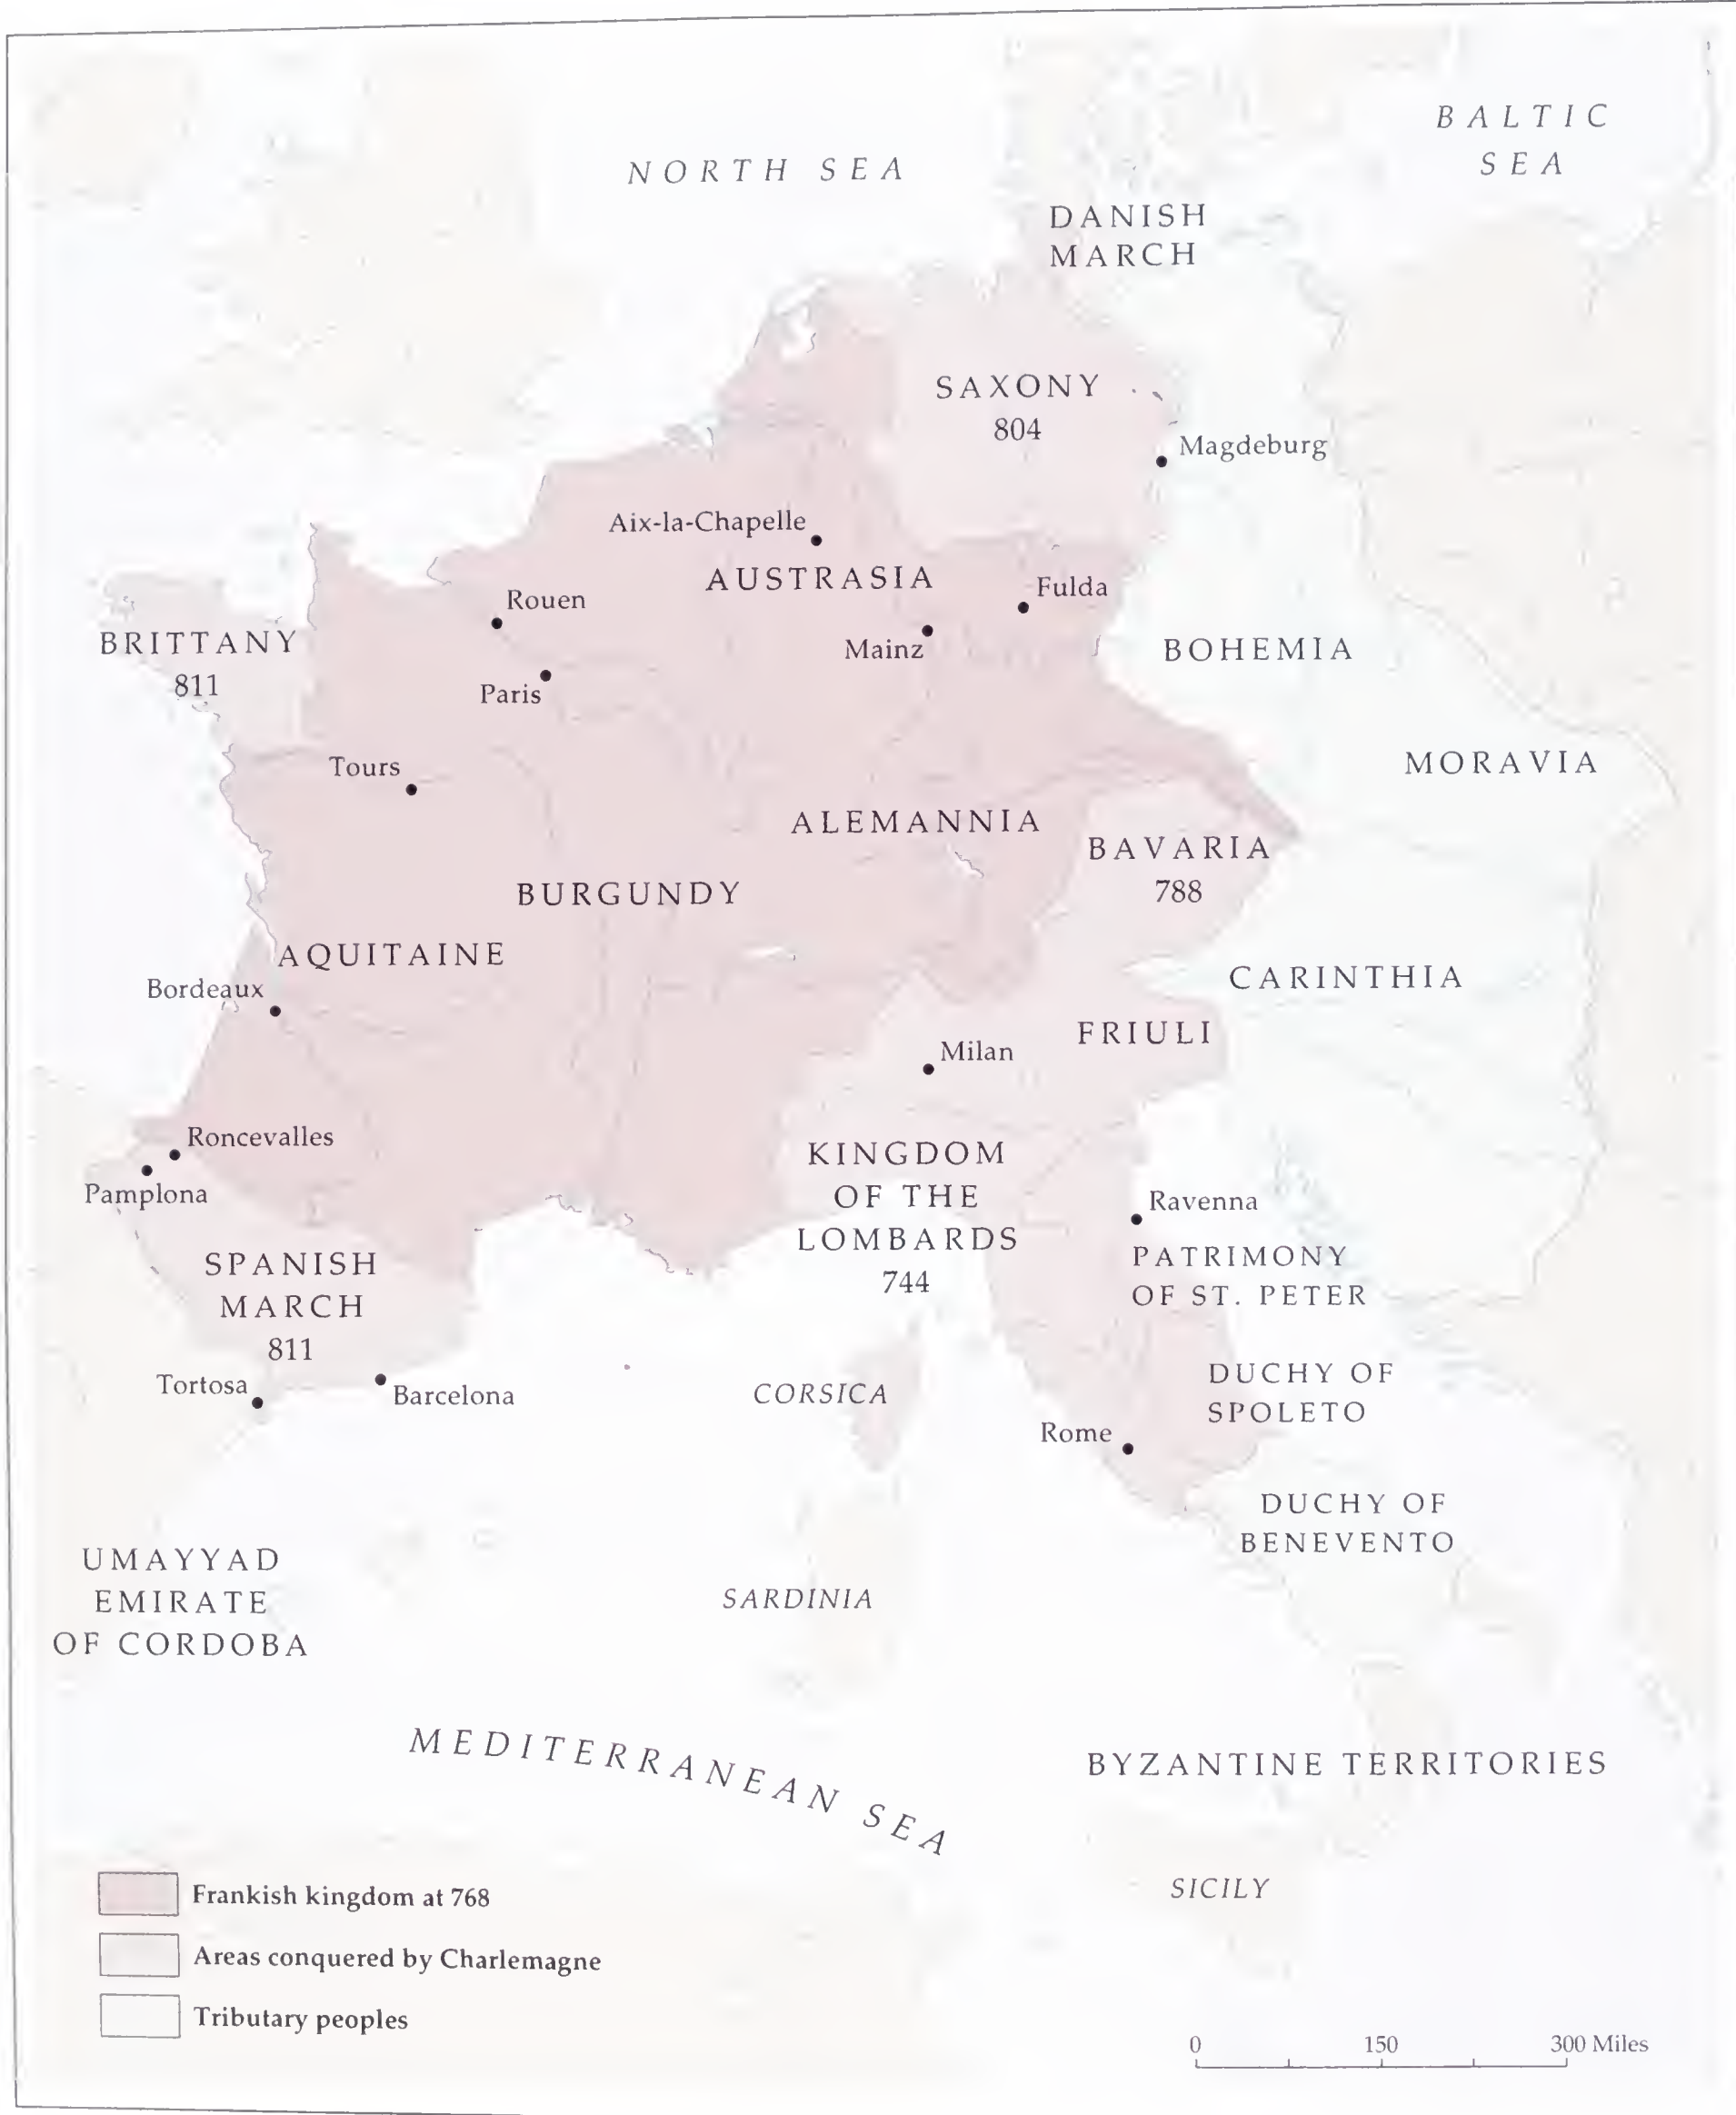 BALTIC
SEA
NORTH SEA
DANISH
MARCH
SAXONY
804
Magdeburg
Aix-la-Chapelle
AUSTRASIA
Fulda
Rouen
Mainz
BRITTANY
811
BOHEMIA
Paris
Tours
MORAVIA
ALEMANNIA
BAVARIA
788
BURGUNDY
AQUITAINE
CARINTHIA
Bordeaux
FRIULI
Milan
Roncevalles
Pamplona
KINGDOM
OF THE
LOMBARDS
744
Ravenna
PATRIMONY
OF ST. PETER
SPANISH
MARCH
811
Tortosa
Barcelona
CORSICA
DUCHY OF
SPOLETO
Rome
DUCHY OF
BENEVENTO
UMAYYAD
EMIRATE
OF CORDOBA
SARDINIA
MEDITERRANEAN SEA
BYZANTINE TERRITORIES
SICILY
Frankish kingdom at 768
Areas conquered by Charlemagne
Tributary peoples
0 150 300 Miles